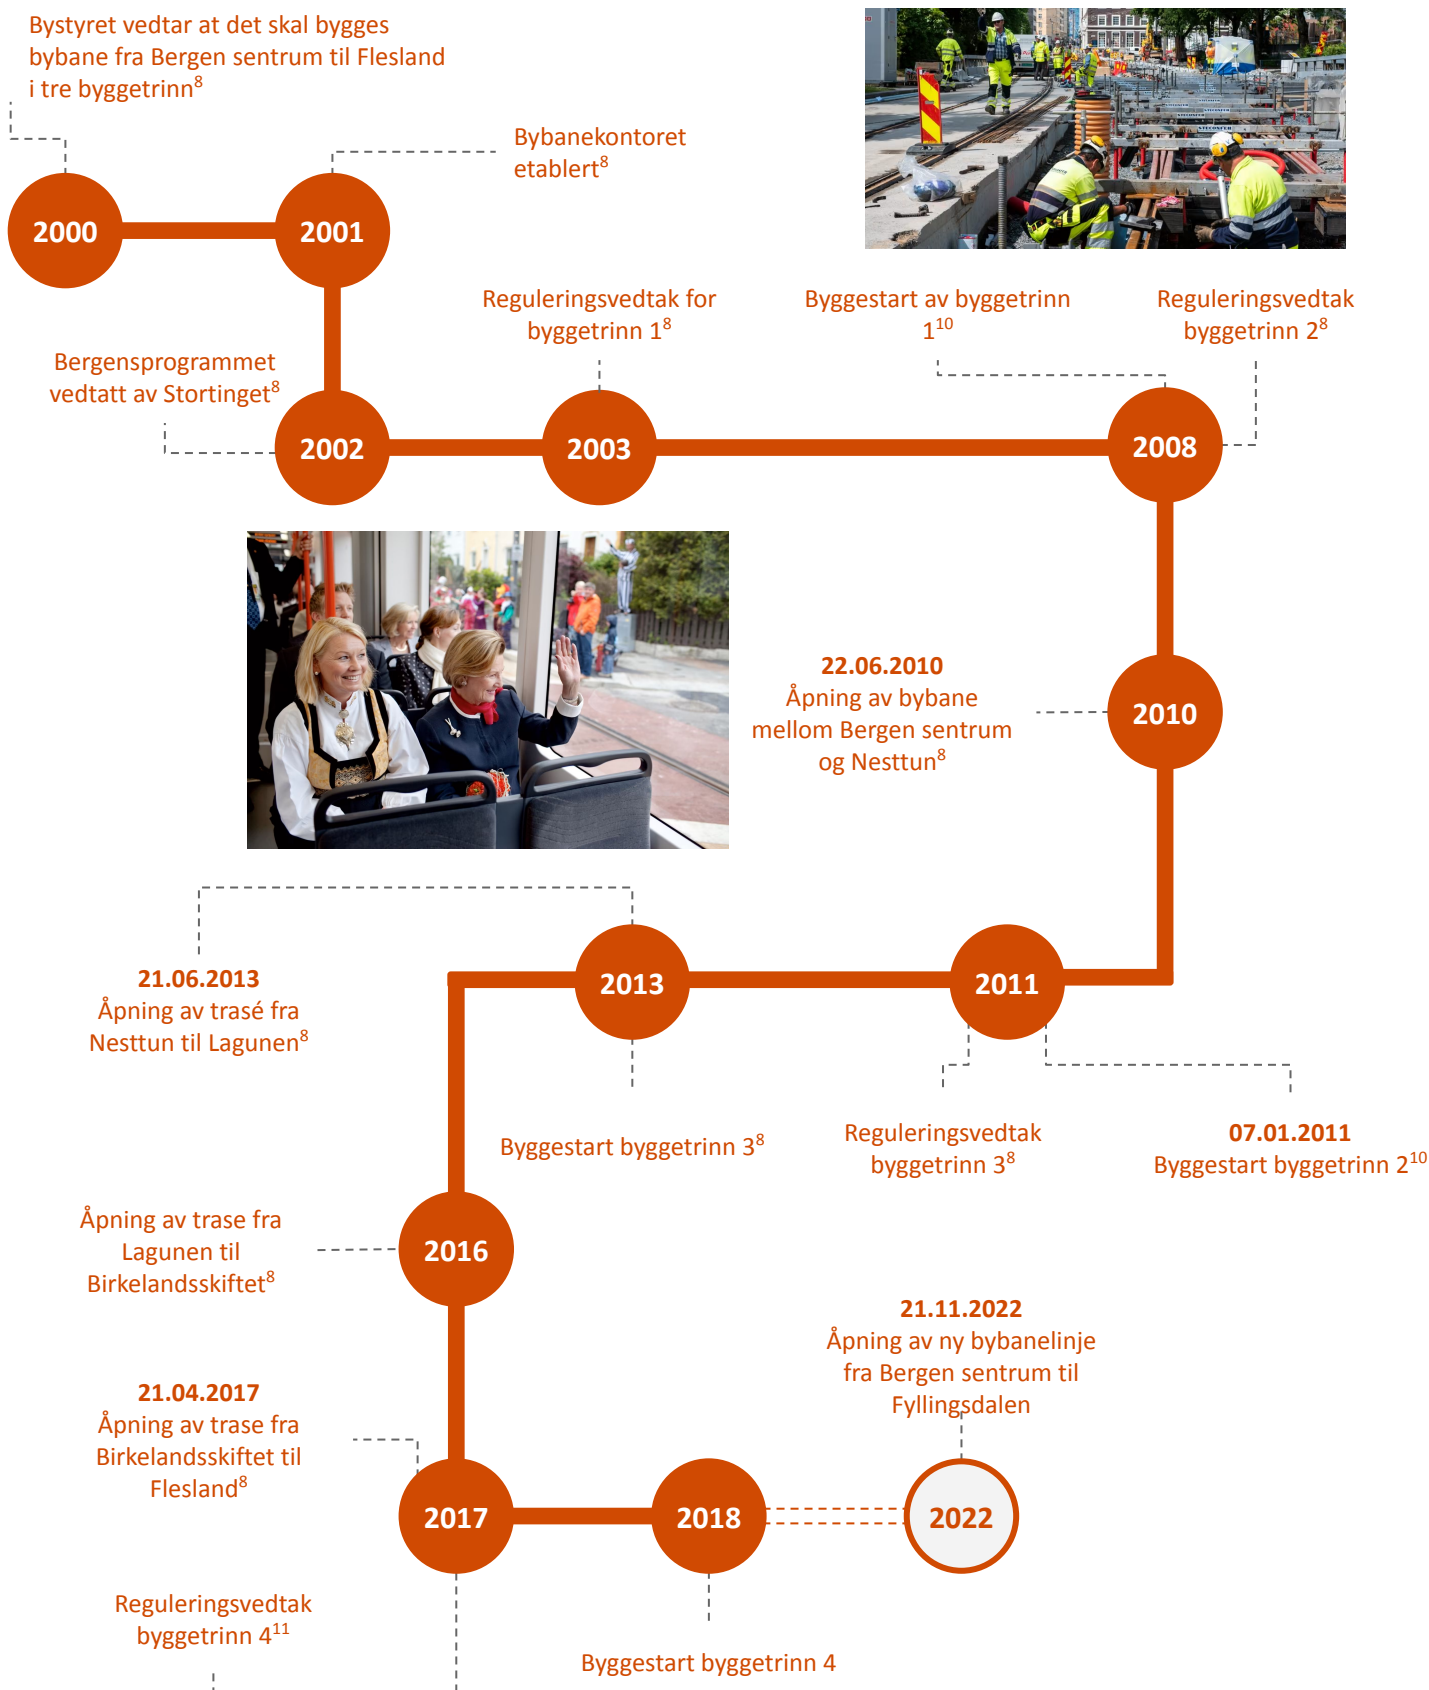 Bystyret vedtar at det skal bygges
bybane fra Bergen sentrum til Flesland
i tre byggetrinn⁸
Bybanekontoret
etablert⁸
2000
2001
Reguleringsvedtak for
byggetrinn 1⁸
Byggestart av byggetrinn
1¹⁰
Reguleringsvedtak
byggetrinn 2⁸
Bergensprogrammet
vedtatt av Stortinget⁸
2002
2003
2008
22.06.2010
Åpning av bybane
mellom Bergen sentrum
og Nesttun⁸
2010
21.06.2013
Åpning av trasé fra
Nesttun til Lagunen⁸
2013
2011
Byggestart byggetrinn 3⁸
Reguleringsvedtak
byggetrinn 3⁸
07.01.2011
Byggestart byggetrinn 2¹⁰
Åpning av trase fra
Lagunen til
Birkelandsskiftet⁸
2016
21.11.2022
Åpning av ny bybanelinje
fra Bergen sentrum til
Fyllingsdalen
21.04.2017
Åpning av trase fra
Birkelandsskiftet til
Flesland⁸
2017
2018
2022
Reguleringsvedtak
byggetrinn 4¹¹
Byggestart byggetrinn 4